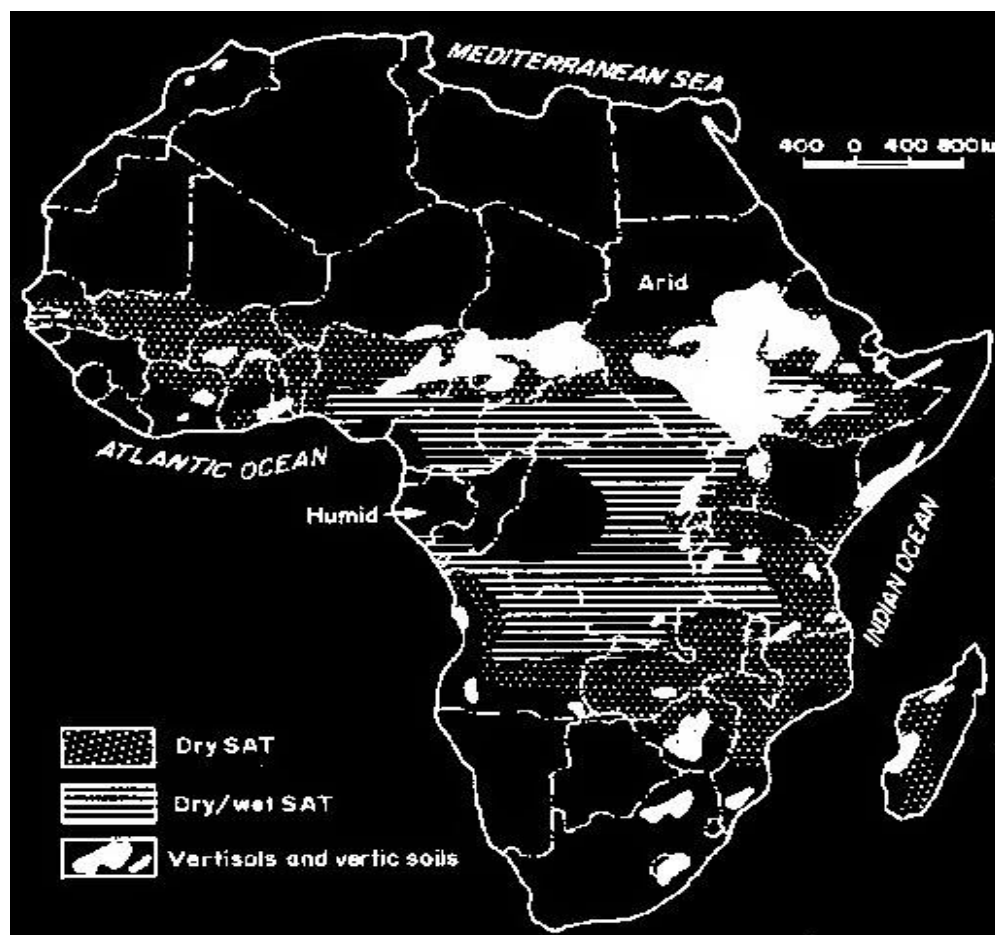 MEDITERRANEAN SEA
400 0 400 800
Arid
ATLANTIC OCEAN
Humid
INDIAN OCEAN
Dry SAT
Dry/wet SAT
Vertisols and vertic soils